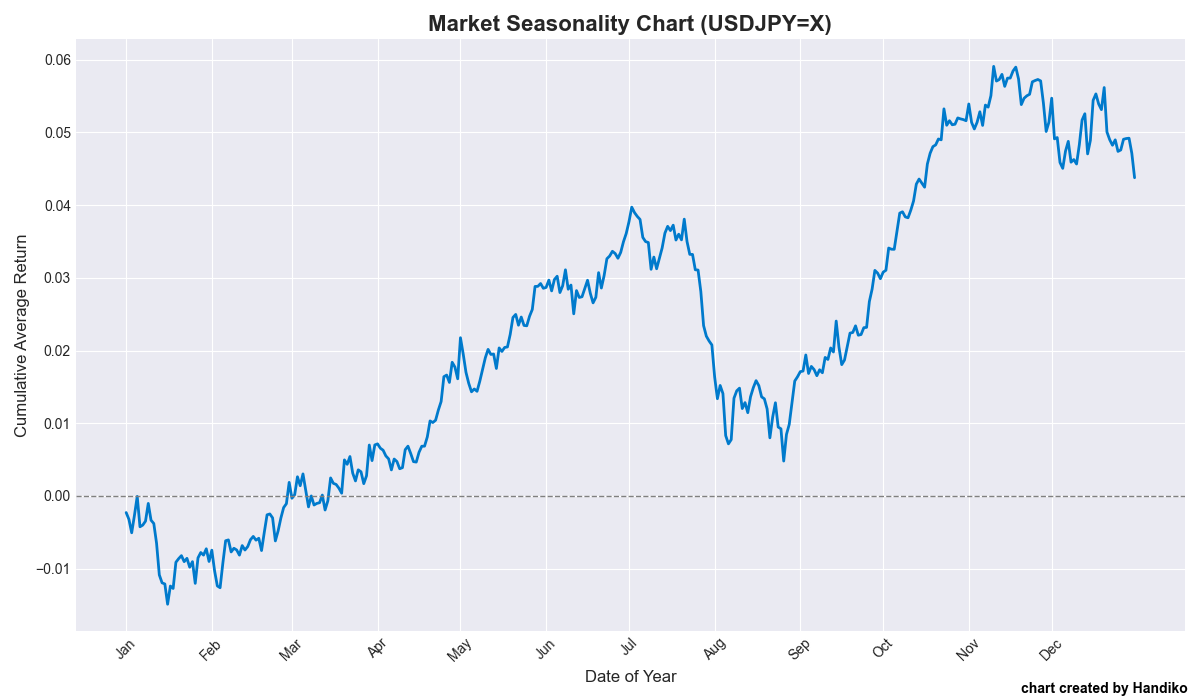 Market Seasonality Chart (USDJPY=X)
Cumulative Average Return
0.06
0.05
0.04
0.03
0.02
0.01
0.00
−0.01
Jan Feb Mar Apr May Jun Jul Aug Sep Oct Nov Dec
Date of Year
chart created by Handiko